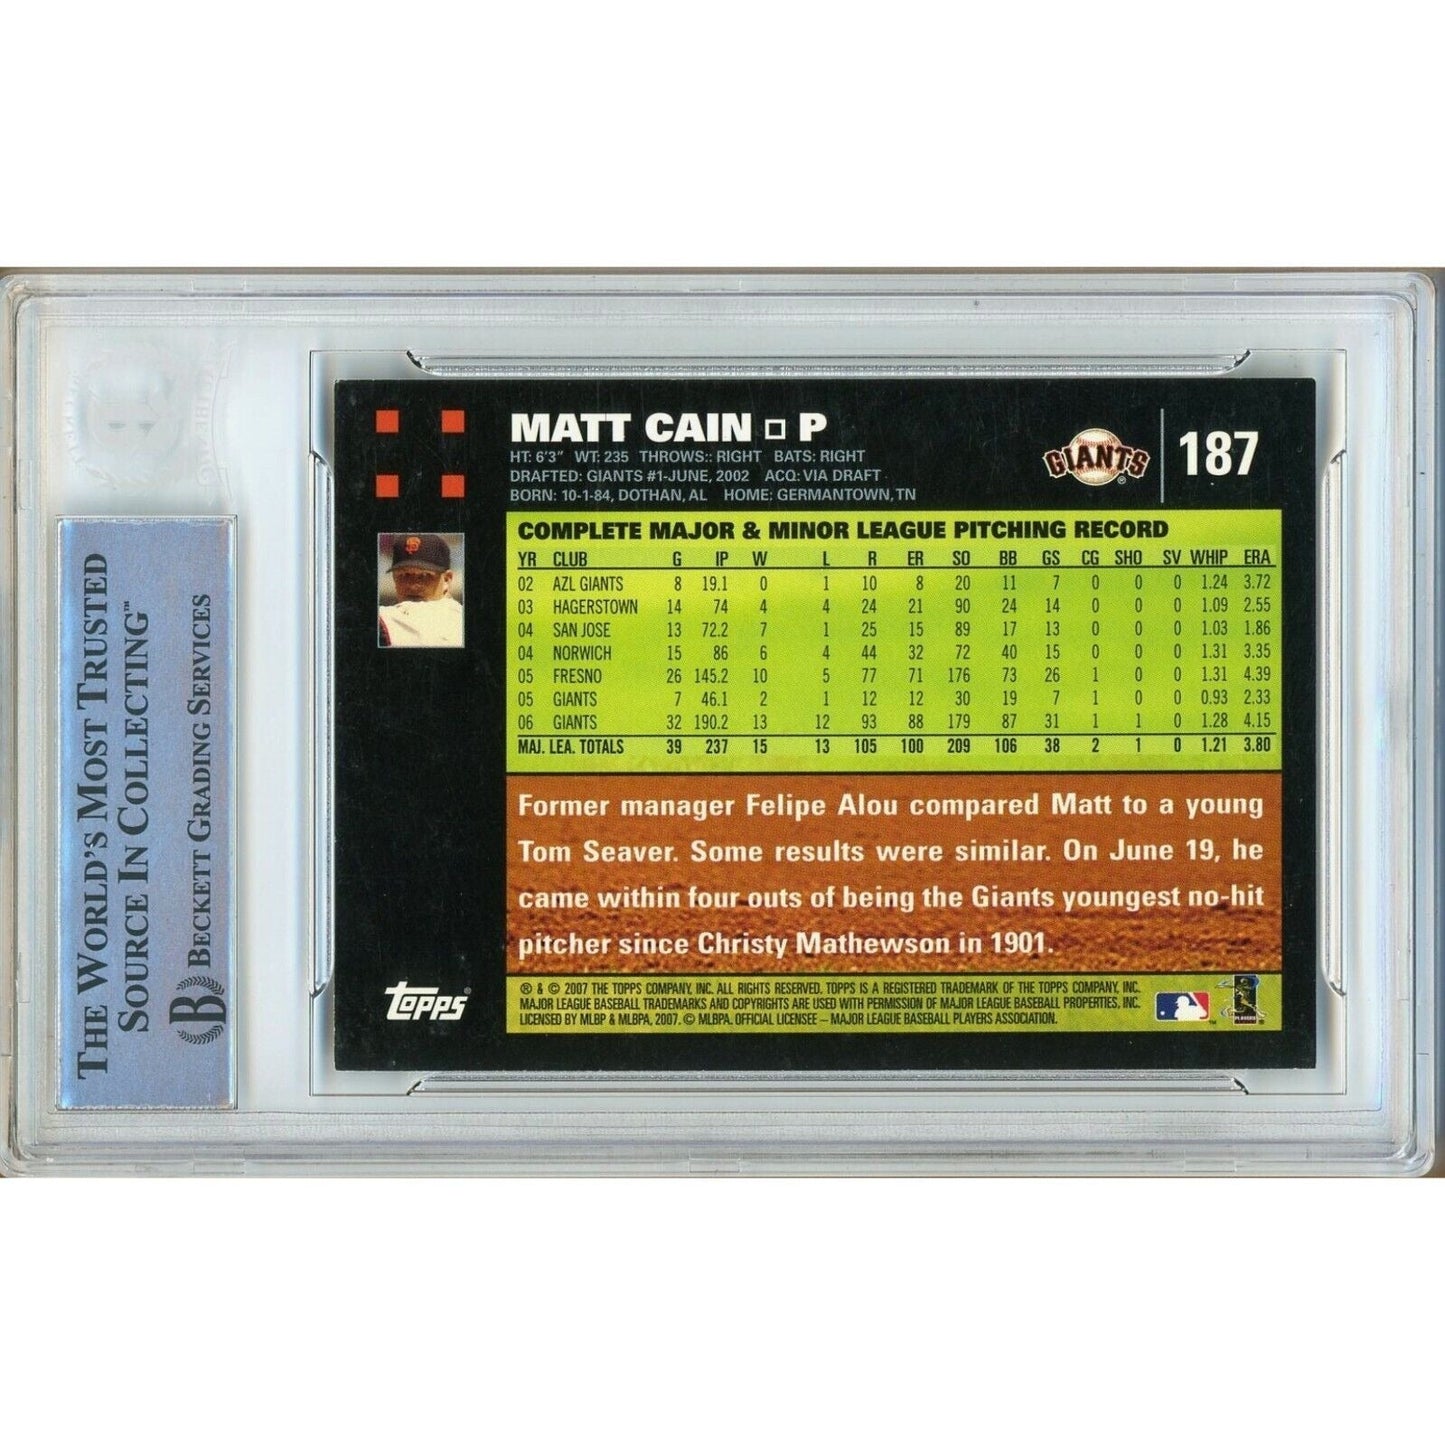 THE WORLD'S MOST TRUSTED
SOURCE IN COLLECTING™
B BECKETT GRADING SERVICES
MATT CAIN □ P
HT: 6'3" WT: 235 THROWS:: RIGHT BATS: RIGHT
DRAFTED: GIANTS #1-JUNE, 2002 ACQ: VIA DRAFT
BORN: 10-1-84, DOTHAN, AL HOME: GERMANTOWN, TN
GIANTS®
187
COMPLETE MAJOR & MINOR LEAGUE PITCHING RECORD
YR CLUB G IP W L R ER SO BB GS CG SHO SV WHIP ERA
02 AZL GIANTS 8 19.1 0 1 10 8 20 11 7 0 0 0 1.24 3.72
03 HAGERSTOWN 14 74 4 4 24 21 90 24 14 0 0 0 1.09 2.55
04 SAN JOSE 13 72.2 7 1 25 15 89 17 13 0 0 0 1.03 1.86
04 NORWICH 15 86 6 4 44 32 72 40 15 0 0 0 1.31 3.35
05 FRESNO 26 145.2 10 5 77 71 176 73 26 1 0 0 1.31 4.39
05 GIANTS 7 46.1 2 1 12 12 30 19 7 1 0 0 0.93 2.33
06 GIANTS 32 190.2 13 12 93 88 179 87 31 1 1 0 1.28 4.15
MAJ. LEA. TOTALS 39 237 15 13 105 100 209 106 38 2 1 0 1.21 3.80
Former manager Felipe Alou compared Matt to a young
Tom Seaver. Some results were similar. On June 19, he
came within four outs of being the Giants youngest no-hit
pitcher since Christy Mathewson in 1901.
TOPPS®
® & © 2007 THE TOPPS COMPANY, INC. ALL RIGHTS RESERVED. TOPPS IS A REGISTERED TRADEMARK OF THE TOPPS COMPANY, INC.
MAJOR LEAGUE BASEBALL TRADEMARKS AND COPYRIGHTS ARE USED WITH PERMISSION OF MAJOR LEAGUE BASEBALL PROPERTIES, INC.
LICENSED BY MLBP & MLBPA, 2007. © MLBPA. OFFICIAL LICENSEE – MAJOR LEAGUE BASEBALL PLAYERS ASSOCIATION.